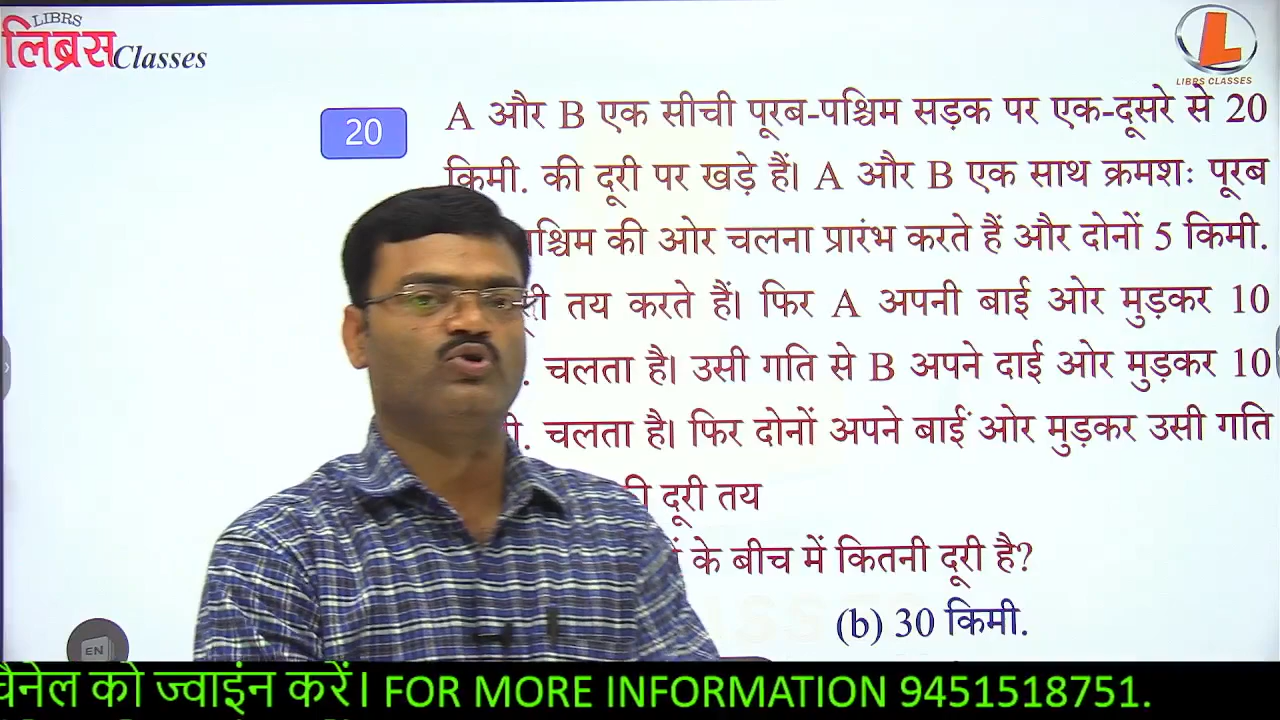 LIBRS
लिब्रस Classes
LIBRS CLASSES
20
A और B एक सीची पूरब-पश्चिम सड़क पर एक-दूसरे से 20
किमी. की दूरी पर खड़े हैं। A और B एक साथ क्रमशः पूरब
की ओर चलना प्रारंभ करते हैं और दोनों 5 किमी.
तय करते हैं। फिर A अपनी बाई ओर मुड़कर 10
चलता है। उसी गति से B अपने दाई ओर मुड़कर 10
चलता है। फिर दोनों अपने बाईं ओर मुड़कर उसी गति
दूरी तय
के बीच में कितनी दूरी है?
(b) 30 किमी.
EN
को ज्वाइंन करें। FOR MORE INFORMATION 9451518751.